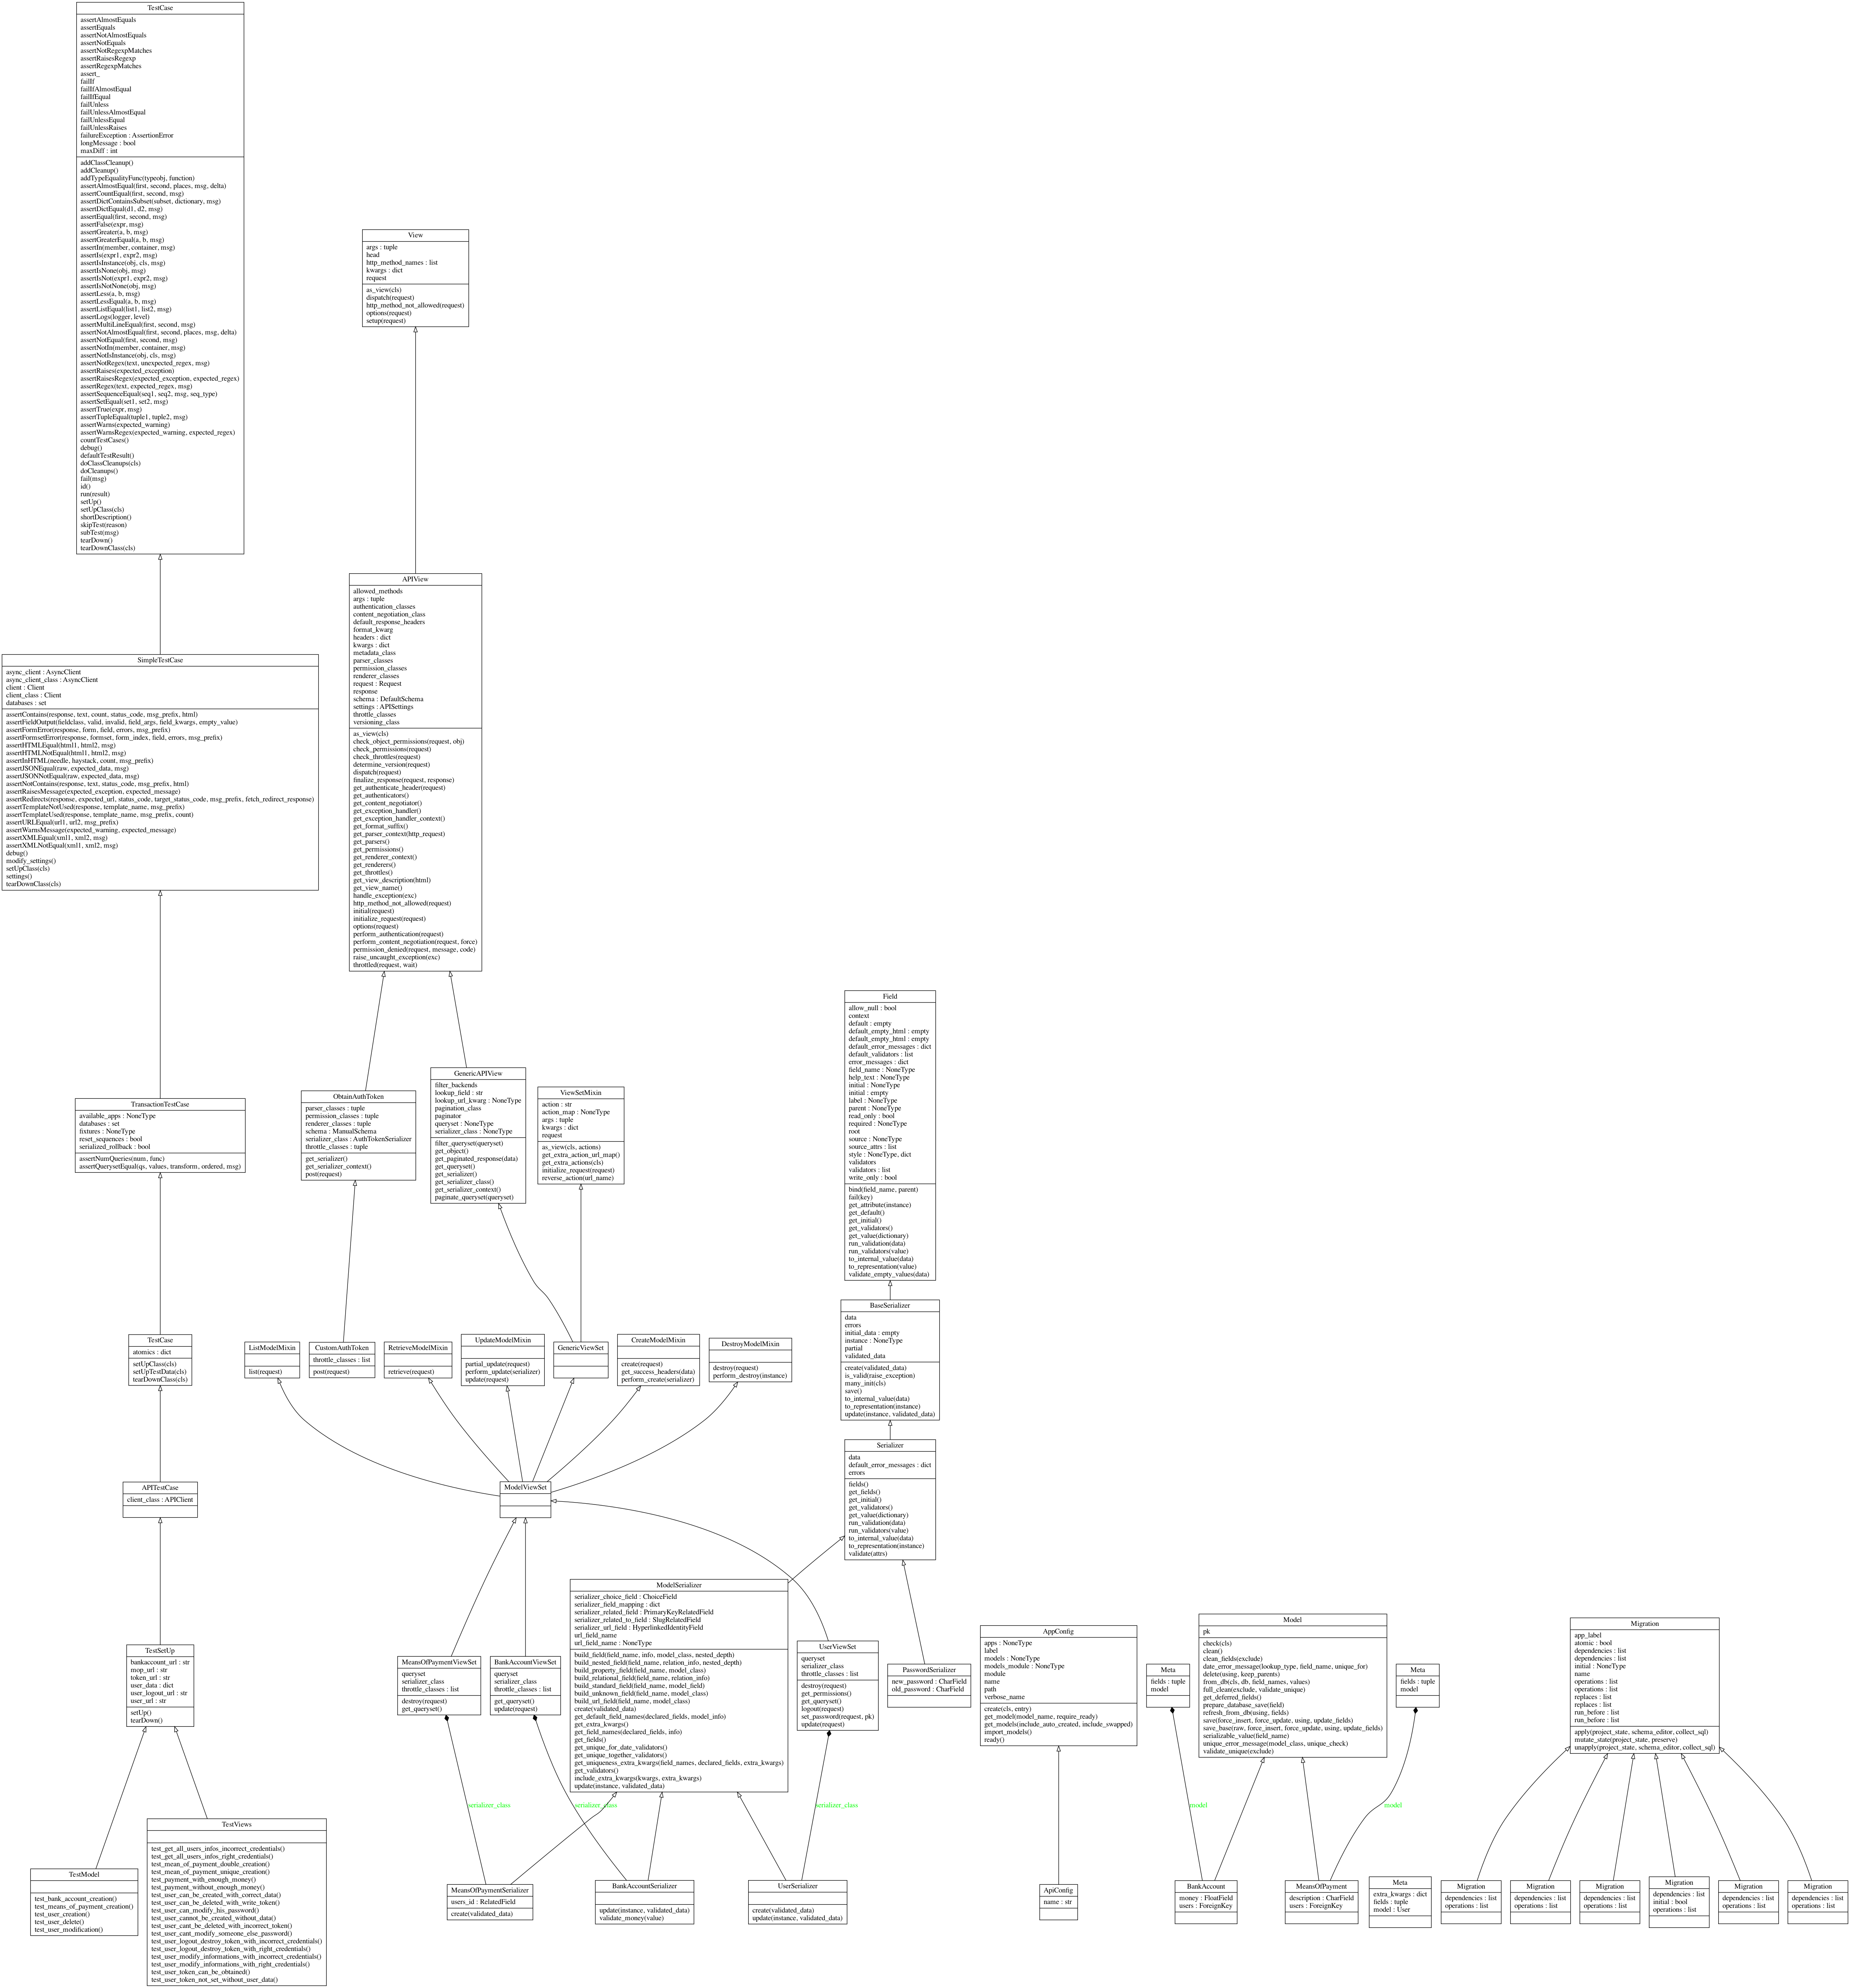 TestCase
assertAlmostEquals
assertEquals
assertNotAlmostEquals
assertNotEquals
assertNotRegexpMatches
assertRaisesRegexp
assertRegexpMatches
assert_
failIf
failIfAlmostEqual
failIfEqual
failUnless
failUnlessAlmostEqual
failUnlessEqual
failUnlessRaises
failureException : AssertionError
longMessage : bool
maxDiff : int
addClassCleanup()
addCleanup()
addTypeEqualityFunc(typeobj, function)
assertAlmostEqual(first, second, places, msg, delta)
assertCountEqual(first, second, msg)
assertDictContainsSubset(subset, dictionary, msg)
assertDictEqual(d1, d2, msg)
assertEqual(first, second, msg)
assertFalse(expr, msg)
assertGreater(a, b, msg)
assertGreaterEqual(a, b, msg)
assertIn(member, container, msg)
assertIs(expr1, expr2, msg)
assertIsInstance(obj, cls, msg)
assertIsNone(obj, msg)
assertIsNot(expr1, expr2, msg)
assertIsNotNone(obj, msg)
assertLess(a, b, msg)
assertLessEqual(a, b, msg)
assertListEqual(list1, list2, msg)
assertLogs(logger, level)
assertMultiLineEqual(first, second, msg)
assertNotAlmostEqual(first, second, places, msg, delta)
assertNotEqual(first, second, msg)
assertNotIn(member, container, msg)
assertNotIsInstance(obj, cls, msg)
assertNotRegex(text, unexpected_regex, msg)
assertRaises(expected_exception)
assertRaisesRegex(expected_exception, expected_regex)
assertRegex(text, expected_regex, msg)
assertSequenceEqual(seq1, seq2, msg, seq_type)
assertSetEqual(set1, set2, msg)
assertTrue(expr, msg)
assertTupleEqual(tuple1, tuple2, msg)
assertWarns(expected_warning)
assertWarnsRegex(expected_warning, expected_regex)
countTestCases()
debug()
defaultTestResult()
doClassCleanups(cls)
doCleanups()
fail(msg)
id()
run(result)
setUp()
setUpClass(cls)
shortDescription()
skipTest(reason)
subTest(msg)
tearDown()
tearDownClass(cls)
View
args : tuple
head
http_method_names : list
kwargs : dict
request
as_view(cls)
dispatch(request)
http_method_not_allowed(request)
options(request)
setup(request)
APIView
allowed_methods
args : tuple
authentication_classes
content_negotiation_class
default_response_headers
format_kwarg
headers : dict
kwargs : dict
metadata_class
parser_classes
permission_classes
renderer_classes
request : Request
response
schema : DefaultSchema
settings : APISettings
throttle_classes
versioning_class
as_view(cls)
check_object_permissions(request, obj)
check_permissions(request)
check_throttles(request)
determine_version(request)
dispatch(request)
finalize_response(request, response)
get_authenticate_header(request)
get_authenticators()
get_content_negotiator()
get_exception_handler()
get_exception_handler_context()
get_format_suffix()
get_parser_context(http_request)
get_parsers()
get_permissions()
get_renderer_context()
get_renderers()
get_throttles()
get_view_description(html)
get_view_name()
handle_exception(exc)
http_method_not_allowed(request)
initial(request)
initialize_request(request)
options(request)
perform_authentication(request)
perform_content_negotiation(request, force)
permission_denied(request, message, code)
raise_uncaught_exception(exc)
throttled(request, wait)
SimpleTestCase
async_client : AsyncClient
async_client_class : AsyncClient
client : Client
client_class : Client
databases : set
assertContains(response, text, count, status_code, msg_prefix, html)
assertFieldOutput(fieldclass, valid, invalid, field_args, field_kwargs, empty_value)
assertFormError(response, form, field, errors, msg_prefix)
assertFormsetError(response, formset, form_index, field, errors, msg_prefix)
assertHTMLEqual(html1, html2, msg)
assertHTMLNotEqual(html1, html2, msg)
assertInHTML(needle, haystack, count, msg_prefix)
assertJSONEqual(raw, expected_data, msg)
assertJSONNotEqual(raw, expected_data, msg)
assertNotContains(response, text, status_code, msg_prefix, html)
assertRaisesMessage(expected_exception, expected_message)
assertRedirects(response, expected_url, status_code, target_status_code, msg_prefix, fetch_redirect_response)
assertTemplateNotUsed(response, template_name, msg_prefix)
assertTemplateUsed(response, template_name, msg_prefix, count)
assertURLEqual(url1, url2, msg_prefix)
assertWarnsMessage(expected_warning, expected_message)
assertXMLEqual(xml1, xml2, msg)
assertXMLNotEqual(xml1, xml2, msg)
debug()
modify_settings()
setUpClass(cls)
settings()
tearDownClass(cls)
Field
allow_null : bool
context
default : empty
default_empty_html : empty
default_empty_html : empty
default_error_messages : dict
default_validators : list
error_messages : dict
field_name : NoneType
help_text : NoneType
initial : NoneType
initial : empty
label : NoneType
parent : NoneType
read_only : bool
required : NoneType
root
source : NoneType
source_attrs : list
style : NoneType, dict
validators
validators : list
write_only : bool
bind(field_name, parent)
fail(key)
get_attribute(instance)
get_default()
get_initial()
get_validators()
get_value(dictionary)
run_validation(data)
run_validators(value)
to_internal_value(data)
to_representation(value)
validate_empty_values(data)
TransactionTestCase
available_apps : NoneType
databases : set
fixtures : NoneType
reset_sequences : bool
serialized_rollback : bool
assertNumQueries(num, func)
assertQuerysetEqual(qs, values, transform, ordered, msg)
ObtainAuthToken
parser_classes : tuple
permission_classes : tuple
renderer_classes : tuple
schema : ManualSchema
serializer_class : AuthTokenSerializer
throttle_classes : tuple
get_serializer()
get_serializer_context()
post(request)
GenericAPIView
filter_backends
lookup_field : str
lookup_url_kwarg : NoneType
pagination_class
paginator
queryset : NoneType
serializer_class : NoneType
filter_queryset(queryset)
get_object()
get_paginated_response(data)
get_queryset()
get_serializer()
get_serializer_class()
get_serializer_context()
paginate_queryset(queryset)
ViewSetMixin
action : str
action_map : NoneType
args : tuple
kwargs : dict
request
as_view(cls, actions)
get_extra_action_url_map()
get_extra_actions(cls)
initialize_request(request)
reverse_action(url_name)
BaseSerializer
data
errors
initial_data : empty
instance : NoneType
partial
validated_data
create(validated_data)
is_valid(raise_exception)
many_init(cls)
save()
to_internal_value(data)
to_representation(instance)
update(instance, validated_data)
TestCase
atomics : dict
setUpClass(cls)
setUpTestData(cls)
tearDownClass(cls)
ListModelMixin
list(request)
CustomAuthToken
throttle_classes : list
post(request)
RetrieveModelMixin
retrieve(request)
UpdateModelMixin
partial_update(request)
perform_update(serializer)
update(request)
GenericViewSet
CreateModelMixin
create(request)
get_success_headers(data)
perform_create(serializer)
DestroyModelMixin
destroy(request)
perform_destroy(instance)
Serializer
data
default_error_messages : dict
errors
fields()
get_fields()
get_initial()
get_validators()
get_value(dictionary)
run_validation(data)
run_validators(value)
to_internal_value(data)
to_representation(instance)
validate(attrs)
APITestCase
client_class : APIClient
ModelViewSet
TestSetUp
bankaccount_url : str
mop_url : str
token_url : str
user_data : dict
user_logout_url : str
user_url : str
setUp()
tearDown()
MeansOfPaymentViewSet
queryset
serializer_class
throttle_classes : list
destroy(request)
get_queryset()
BankAccountViewSet
queryset
serializer_class
throttle_classes : list
get_queryset()
update(request)
ModelSerializer
serializer_choice_field : ChoiceField
serializer_field_mapping : dict
serializer_related_field : PrimaryKeyRelatedField
serializer_related_to_field : SlugRelatedField
serializer_url_field : HyperlinkedIdentityField
url_field_name
url_field_name : NoneType
build_field(field_name, info, model_class, nested_depth)
build_nested_field(field_name, relation_info, nested_depth)
build_property_field(field_name, model_class)
build_relational_field(field_name, relation_info)
build_standard_field(field_name, model_field)
build_unknown_field(field_name, model_class)
build_url_field(field_name, model_class)
create(validated_data)
get_default_field_names(declared_fields, model_info)
get_extra_kwargs()
get_field_names(declared_fields, info)
get_fields()
get_unique_for_date_validators()
get_unique_together_validators()
get_uniqueness_extra_kwargs(field_names, declared_fields, extra_kwargs)
get_validators()
include_extra_kwargs(kwargs, extra_kwargs)
update(instance, validated_data)
UserViewSet
queryset
serializer_class
throttle_classes : list
destroy(request)
get_permissions()
get_queryset()
logout(request)
set_password(request, pk)
update(request)
PasswordSerializer
new_password : CharField
old_password : CharField
AppConfig
apps : NoneType
label
models : NoneType
models_module : NoneType
module
name
path
verbose_name
create(cls, entry)
get_model(model_name, require_ready)
get_models(include_auto_created, include_swapped)
import_models()
ready()
Meta
fields : tuple
model
Model
pk
check(cls)
clean()
clean_fields(exclude)
date_error_message(lookup_type, field_name, unique_for)
delete(using, keep_parents)
from_db(cls, db, field_names, values)
full_clean(exclude, validate_unique)
get_deferred_fields()
prepare_database_save(field)
refresh_from_db(using, fields)
save(force_insert, force_update, using, update_fields)
save_base(raw, force_insert, force_update, using, update_fields)
serializable_value(field_name)
unique_error_message(model_class, unique_check)
validate_unique(exclude)
Meta
fields : tuple
model
Migration
app_label
atomic : bool
dependencies : list
dependencies : list
initial : NoneType
name
operations : list
operations : list
replaces : list
replaces : list
run_before : list
run_before : list
apply(project_state, schema_editor, collect_sql)
mutate_state(project_state, preserve)
unapply(project_state, schema_editor, collect_sql)
serializer_class
serializer_class
serializer_class
model
model
TestModel
test_bank_account_creation()
test_means_of_payment_creation()
test_user_creation()
test_user_delete()
test_user_modification()
TestViews
test_get_all_users_infos_incorrect_credentials()
test_get_all_users_infos_right_credentials()
test_mean_of_payment_double_creation()
test_mean_of_payment_unique_creation()
test_payment_with_enough_money()
test_payment_without_enough_money()
test_user_can_be_created_with_correct_data()
test_user_can_be_deleted_with_write_token()
test_user_can_modify_his_password()
test_user_cannot_be_created_without_data()
test_user_cant_be_deleted_with_incorrect_token()
test_user_cant_modify_someone_else_password()
test_user_logout_destroy_token_with_incorrect_credentials()
test_user_logout_destroy_token_with_right_credentials()
test_user_modify_informations_with_incorrect_credentials()
test_user_modify_informations_with_right_credentials()
test_user_token_can_be_obtained()
test_user_token_not_set_without_user_data()
MeansOfPaymentSerializer
users_id : RelatedField
create(validated_data)
BankAccountSerializer
update(instance, validated_data)
validate_money(value)
UserSerializer
create(validated_data)
update(instance, validated_data)
ApiConfig
name : str
BankAccount
money : FloatField
users : ForeignKey
MeansOfPayment
description : CharField
users : ForeignKey
Meta
extra_kwargs : dict
fields : tuple
model : User
Migration
dependencies : list
operations : list
Migration
dependencies : list
operations : list
Migration
dependencies : list
operations : list
Migration
dependencies : list
initial : bool
operations : list
Migration
dependencies : list
operations : list
Migration
dependencies : list
operations : list